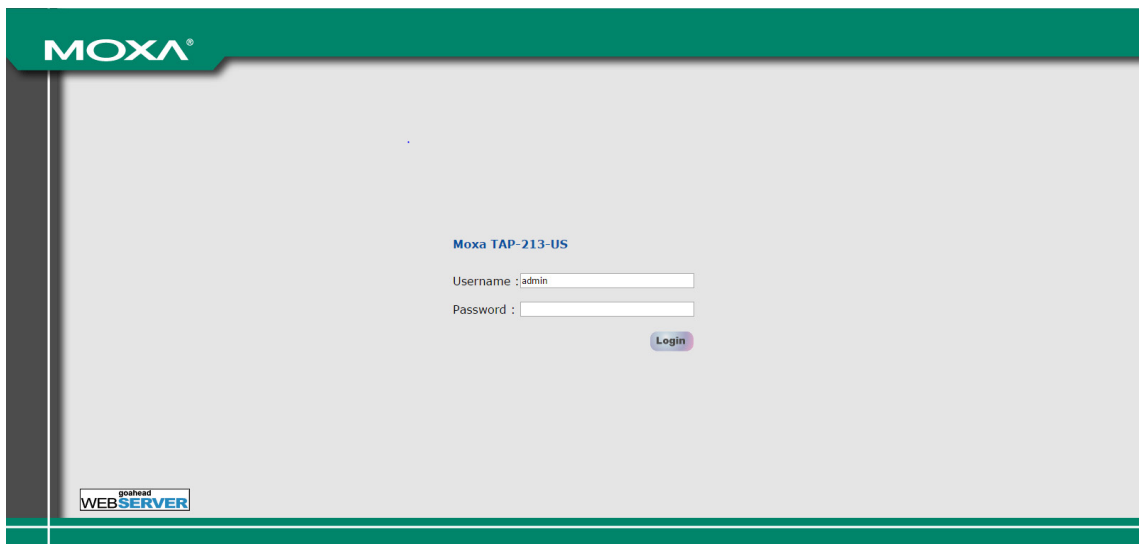 MOXA®
Moxa TAP-213-US
Username : admin
Password :
Login
goahead
WEBSERVER